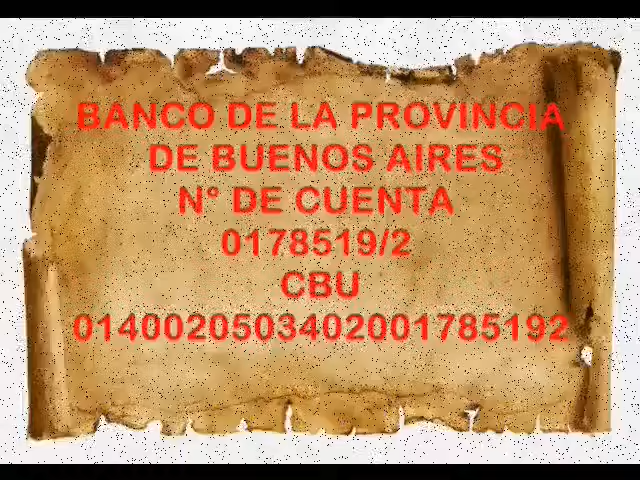 BANCO DE LA PROVINCIA
DE BUENOS AIRES
N° DE CUENTA
0178519/2
CBU
0140020503402001785192